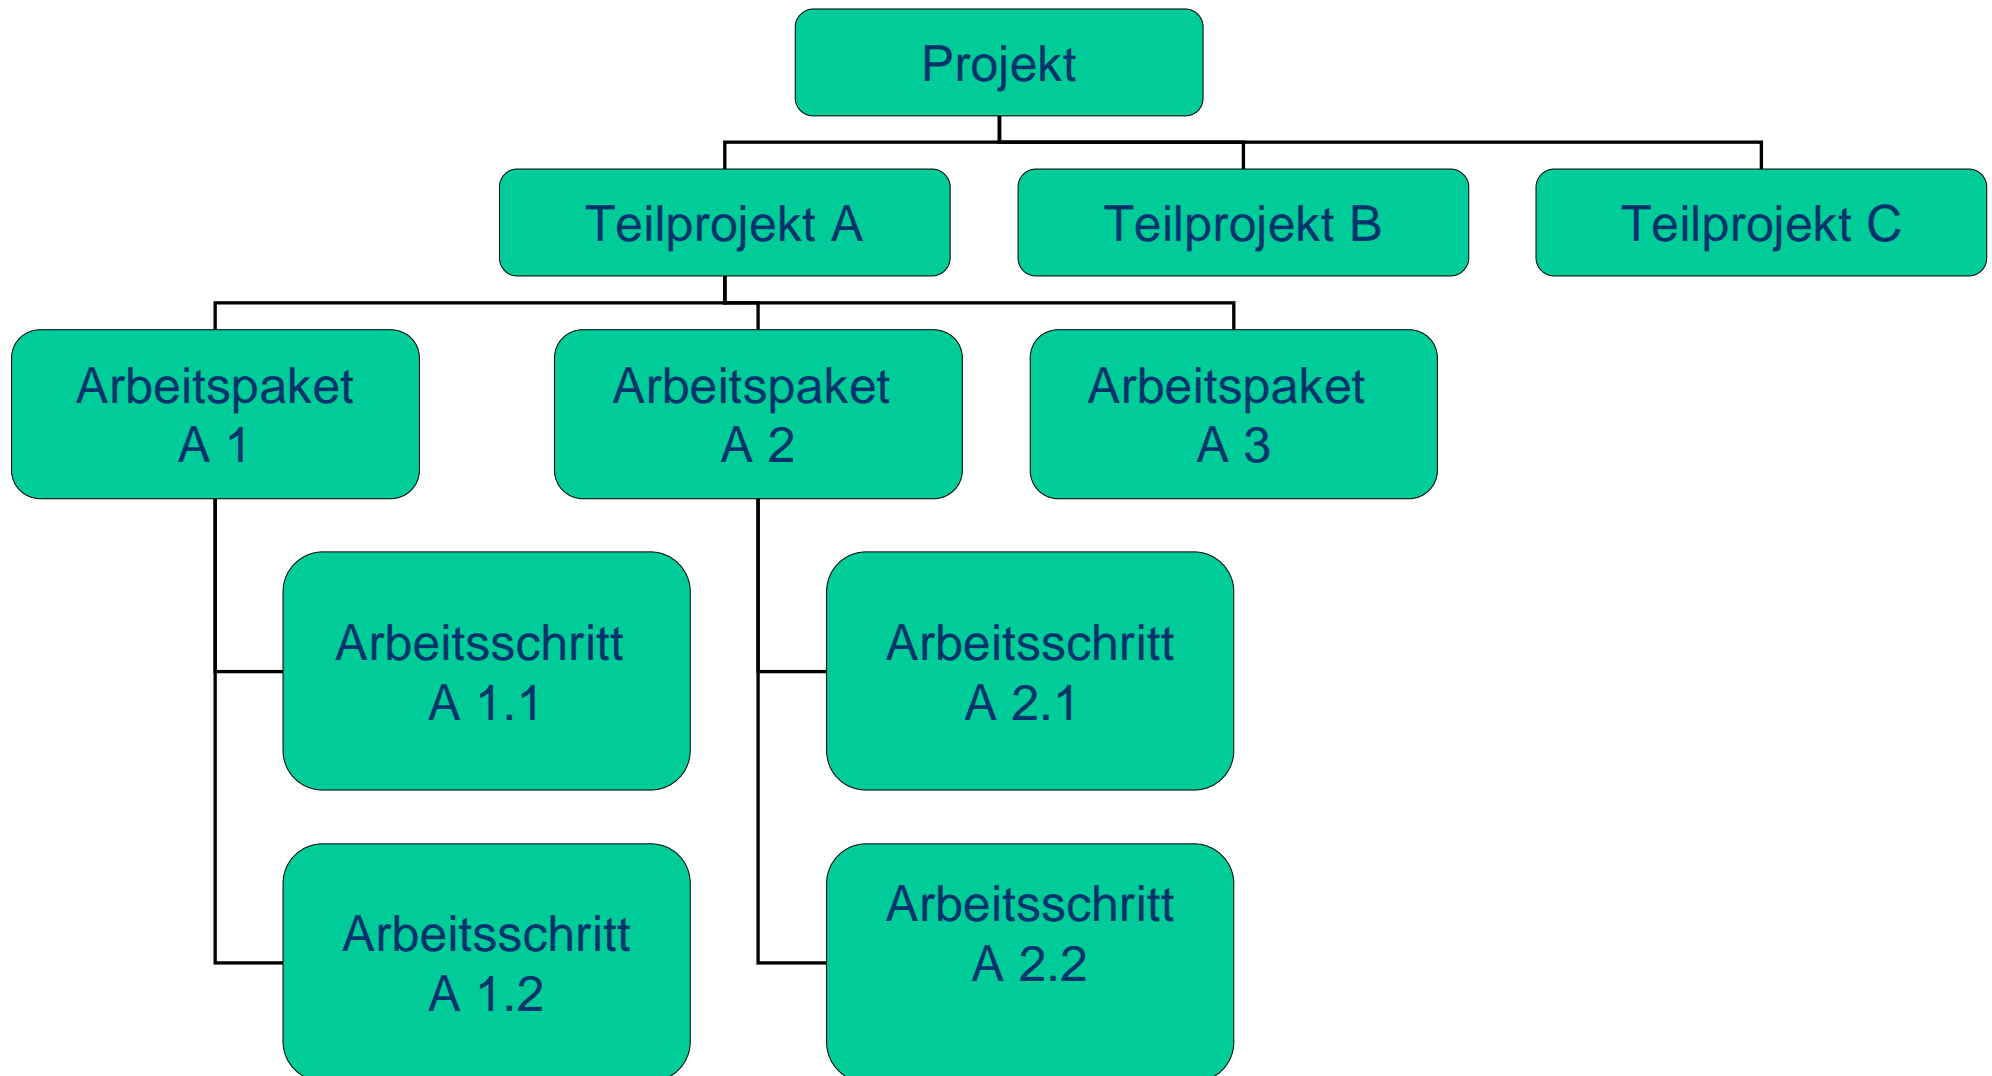 Projekt
Teilprojekt A
Teilprojekt B
Teilprojekt C
Arbeitspaket
A 1
Arbeitspaket
A 2
Arbeitspaket
A 3
Arbeitsschritt
A 1.1
Arbeitsschritt
A 2.1
Arbeitsschritt
A 1.2
Arbeitsschritt
A 2.2